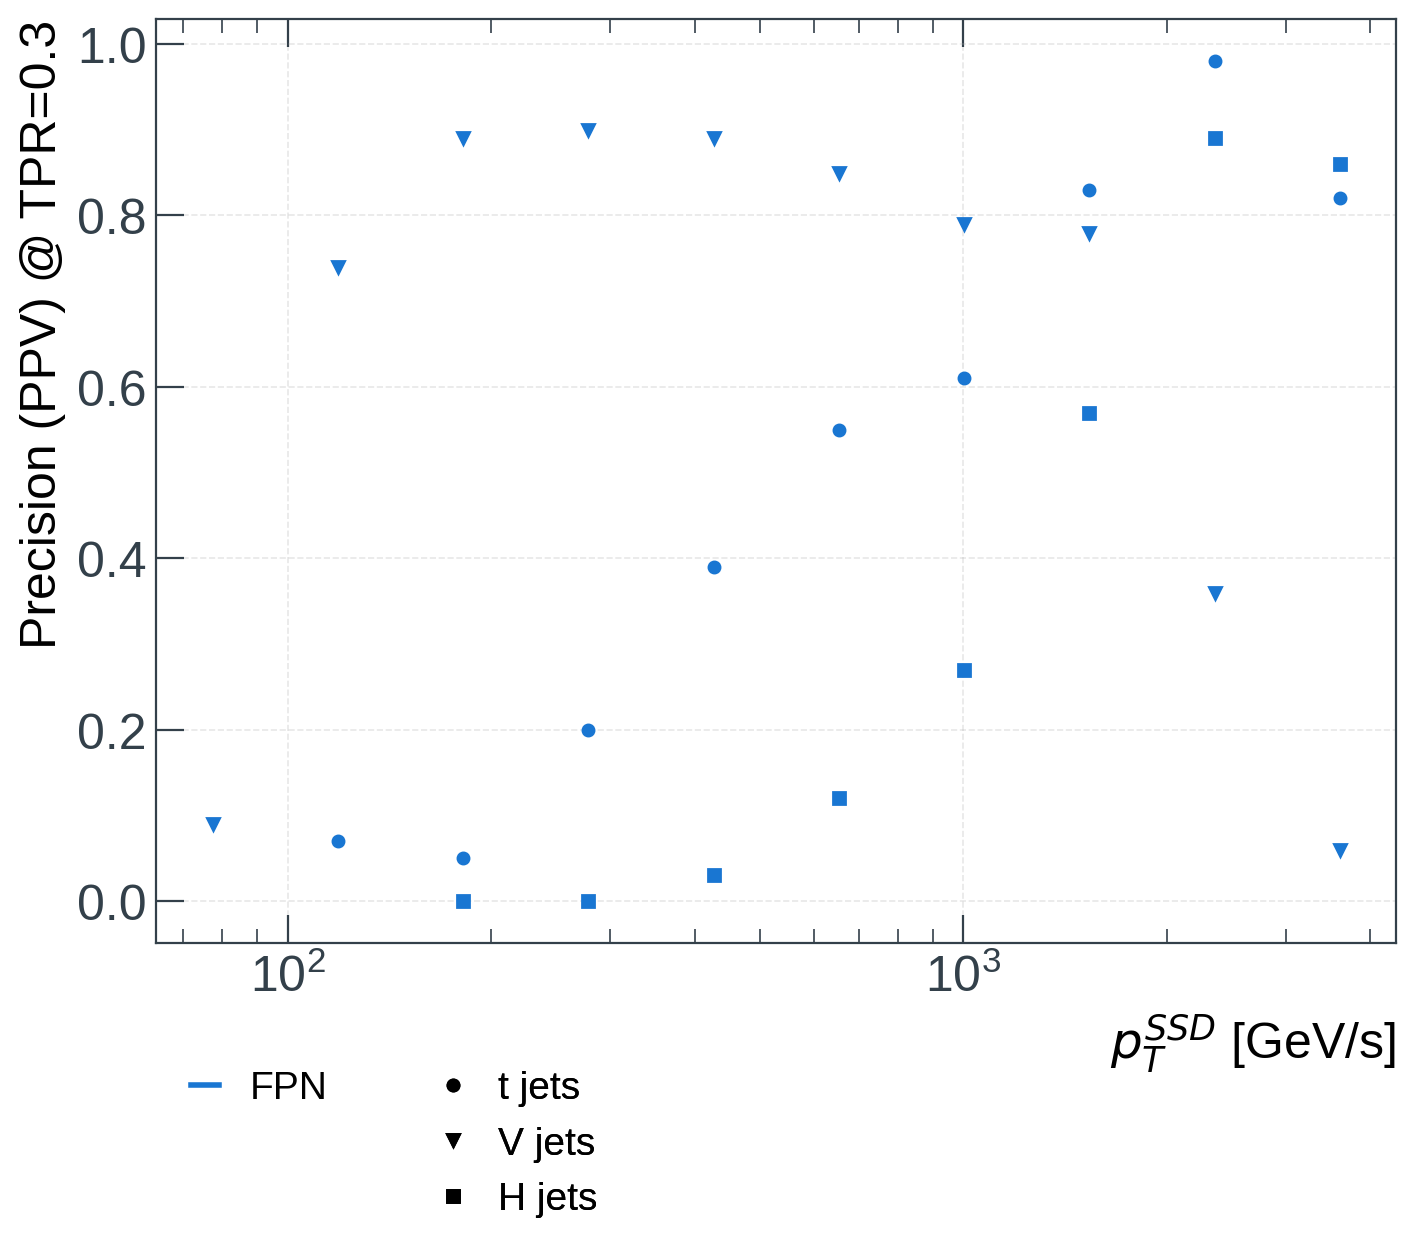 Precision (PPV) @ TPR=0.3
1.0
0.8
0.6
0.4
0.2
0.0
10²
10³
p_T^{SSD} [GeV/s]
FPN
t jets
V jets
H jets